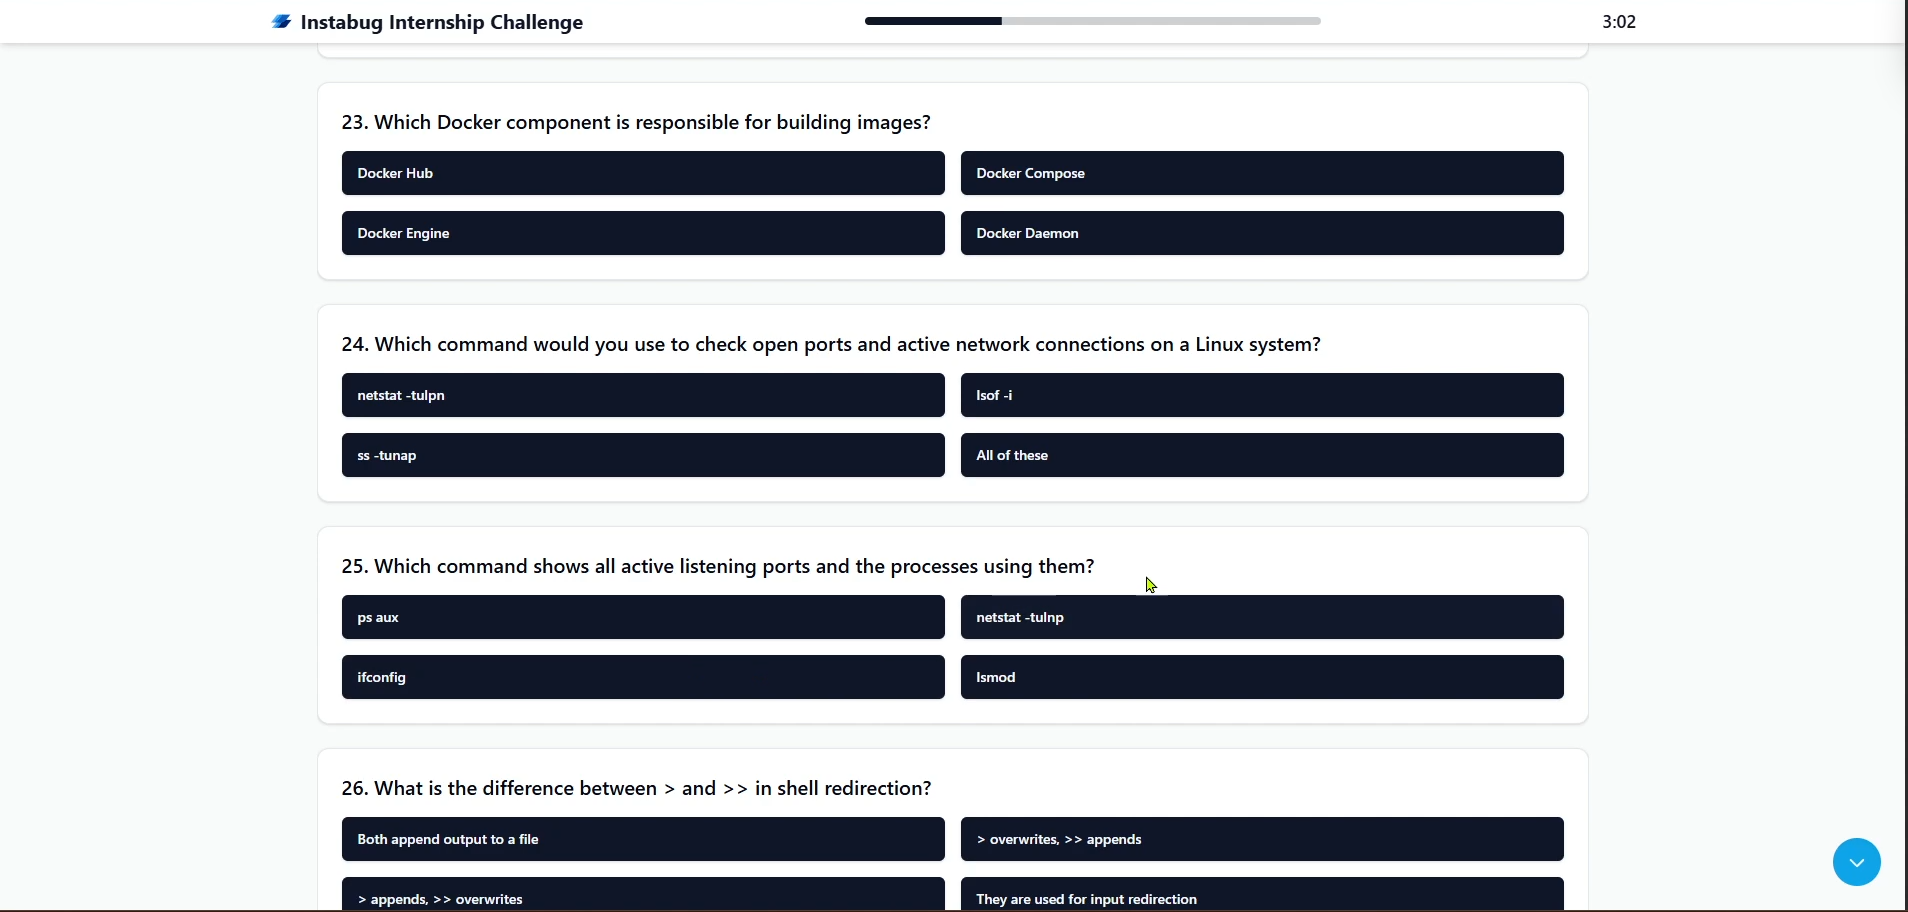 Instabug Internship Challenge
3:02
23. Which Docker component is responsible for building images?
Docker Hub
Docker Compose
Docker Engine
Docker Daemon
24. Which command would you use to check open ports and active network connections on a Linux system?
netstat -tulpn
lsof -i
ss -tunap
All of these
25. Which command shows all active listening ports and the processes using them?
ps aux
netstat -tulnp
ifconfig
lsmod
26. What is the difference between > and >> in shell redirection?
Both append output to a file
> overwrites, >> appends
> appends, >> overwrites
They are used for input redirection